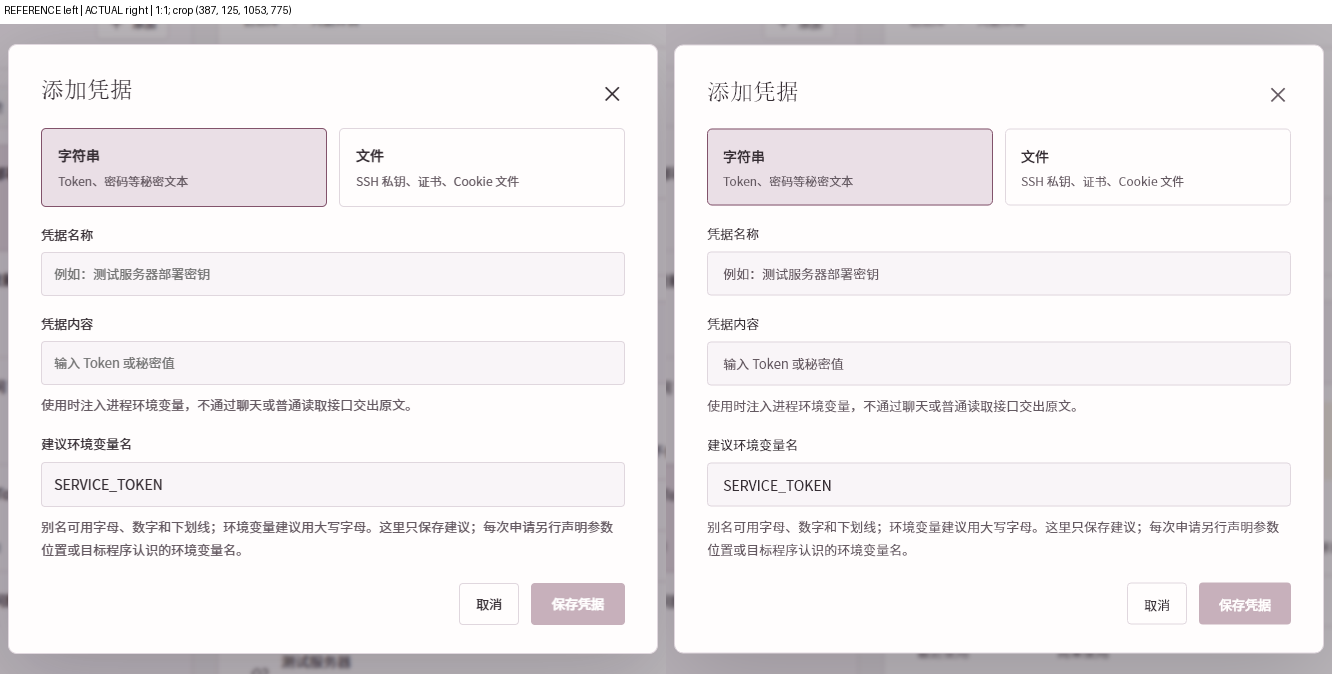 REFERENCE left | ACTUAL right | 1:1; crop (387, 125, 1053, 775)
添加凭据
字符串
Token、密码等秘密文本
文件
SSH 私钥、证书、Cookie 文件
凭据名称
例如：测试服务器部署密钥
凭据内容
输入 Token 或秘密值
使用时注入进程环境变量，不通过聊天或普通读取接口交出原文。
建议环境变量名
SERVICE_TOKEN
别名可用字母、数字和下划线；环境变量建议用大写字母。这里只保存建议；每次申请另行声明参数
位置或目标程序认识的环境变量名。
取消
保存凭据
测试服务器
添加凭据
字符串
Token、密码等秘密文本
文件
SSH 私钥、证书、Cookie 文件
凭据名称
例如：测试服务器部署密钥
凭据内容
输入 Token 或秘密值
使用时注入进程环境变量，不通过聊天或普通读取接口交出原文。
建议环境变量名
SERVICE_TOKEN
别名可用字母、数字和下划线；环境变量建议用大写字母。这里只保存建议；每次申请另行声明参数
位置或目标程序认识的环境变量名。
取消
保存凭据